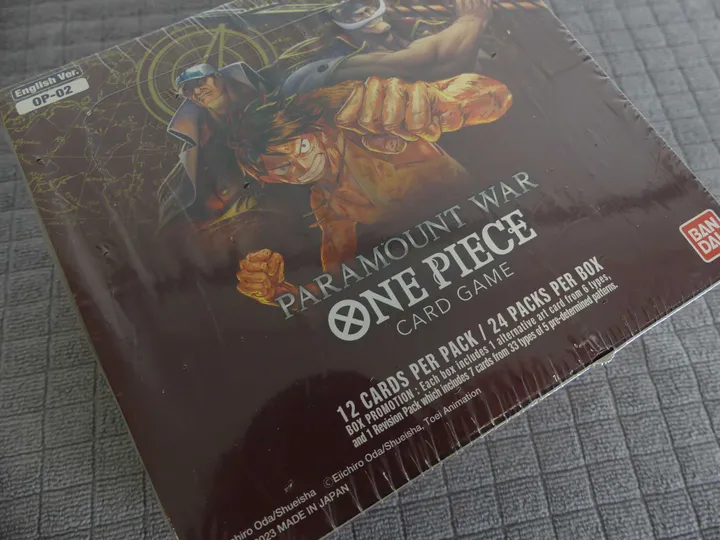 English Ver.
OP-02
PARAMOUNT WAR
ONE PIECE
CARD GAME
BAN
DAI
12 CARDS PER PACK / 24 PACKS PER BOX
BOX PROMOTION : Each box includes 1 alternative art card from 6 types,
and 1 Revision Pack which includes 7 cards from 33 types of 5 pre-determined patterns.
©Eiichiro Oda/Shueisha, Toei Animation
hiro Oda/Shueisha
2023 MADE IN JAPAN